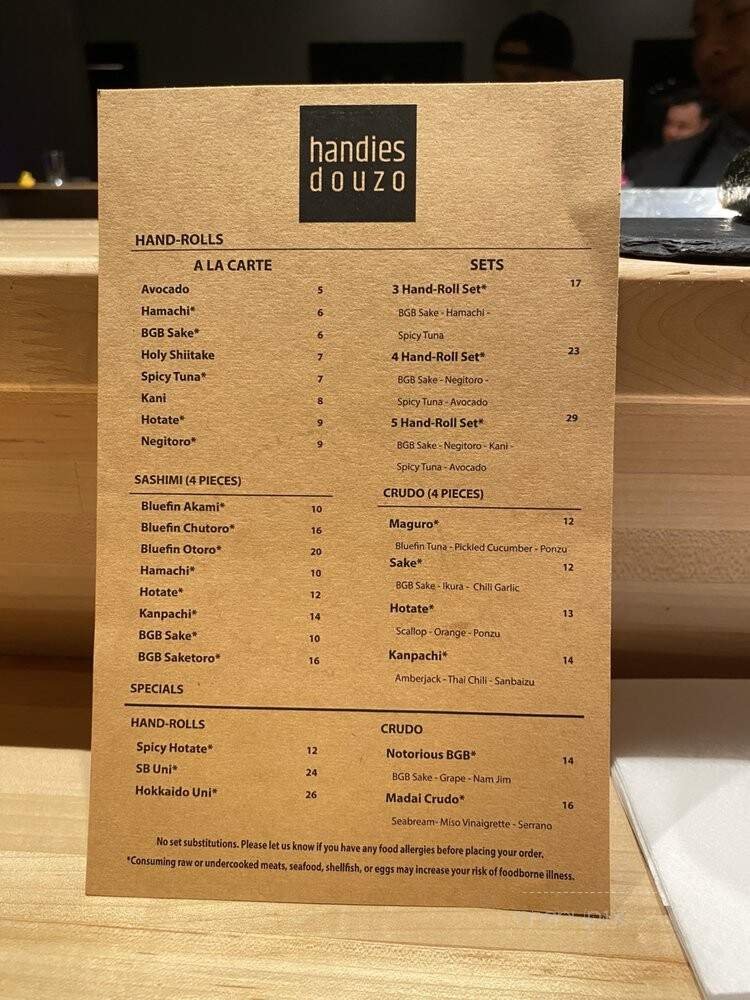 handies
douzo
HAND-ROLLS
A LA CARTE
Avocado 5
Hamachi* 6
BGB Sake* 6
Holy Shiitake 7
Spicy Tuna* 7
Kani 8
Hotate* 9
Negitoro* 9
SETS
3 Hand-Roll Set* 17
BGB Sake - Hamachi -
Spicy Tuna
4 Hand-Roll Set* 23
BGB Sake - Negitoro -
Spicy Tuna - Avocado
5 Hand-Roll Set* 29
BGB Sake - Negitoro - Kani -
Spicy Tuna - Avocado
SASHIMI (4 PIECES)
Bluefin Akami* 10
Bluefin Chutoro* 16
Bluefin Otoro* 20
Hamachi* 10
Hotate* 12
Kanpachi* 14
BGB Sake* 10
BGB Saketoro* 16
CRUDO (4 PIECES)
Maguro* 12
Bluefin Tuna - Pickled Cucumber - Ponzu
Sake* 12
BGB Sake - Ikura - Chili Garlic
Hotate* 13
Scallop - Orange - Ponzu
Kanpachi* 14
Amberjack - Thai Chili - Sanbaizu
SPECIALS
HAND-ROLLS
Spicy Hotate* 12
SB Uni* 24
Hokkaido Uni* 26
CRUDO
Notorious BGB* 14
BGB Sake - Grape - Nam Jim
Madai Crudo* 16
Seabream- Miso Vinaigrette - Serrano
No set substitutions. Please let us know if you have any food allergies before placing your order.
*Consuming raw or undercooked meats, seafood, shellfish, or eggs may increase your risk of foodborne illness.